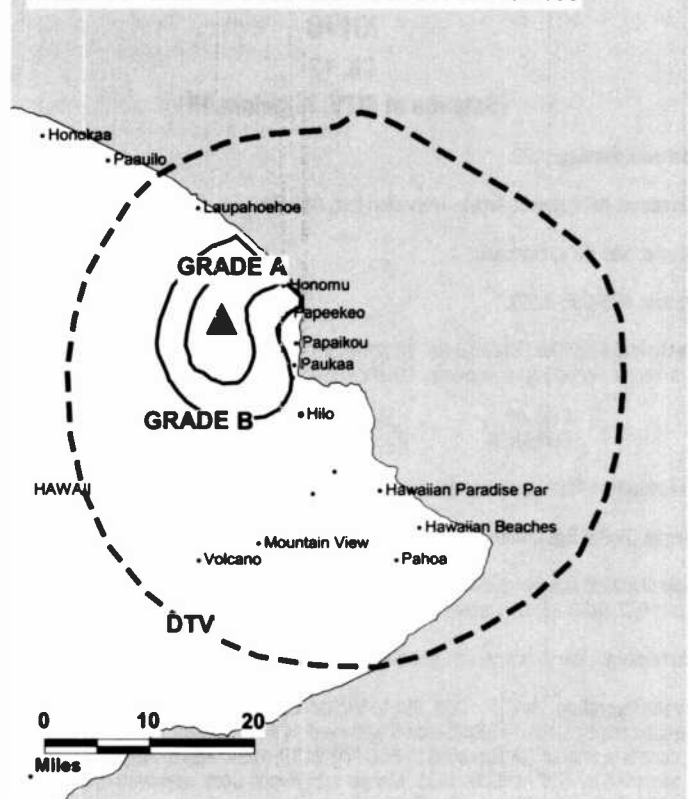 Honokaa
Paauilo
Laupahoehoe
GRADE A
Honomu
Papeekeo
Papaikou
Paukaa
GRADE B
Hilo
HAWAII
Hawaiian Paradise Par
Hawaiian Beaches
Mountain View
Volcano
Pahoa
DTV
0 10 20
Miles